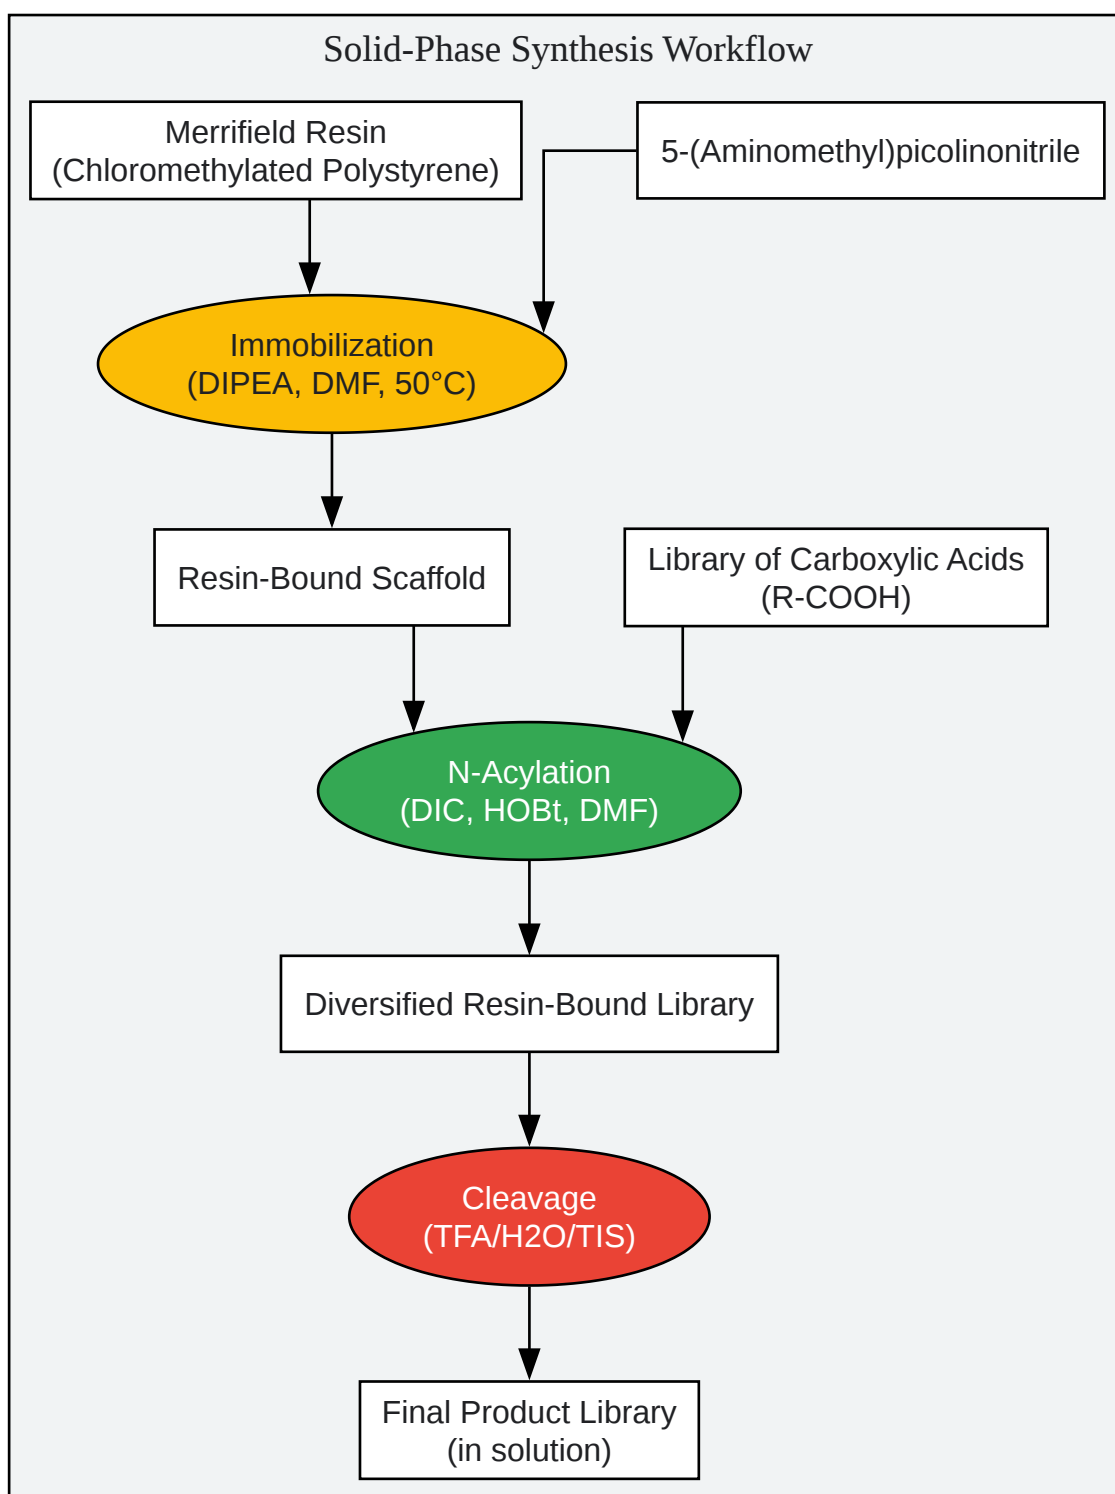 Solid-Phase Synthesis Workflow
Merrifield Resin
(Chloromethylated Polystyrene)
5-(Aminomethyl)picolinonitrile
Immobilization
(DIPEA, DMF, 50°C)
Resin-Bound Scaffold
Library of Carboxylic Acids
(R-COOH)
N-Acylation
(DIC, HOBt, DMF)
Diversified Resin-Bound Library
Cleavage
(TFA/H2O/TIS)
Final Product Library
(in solution)